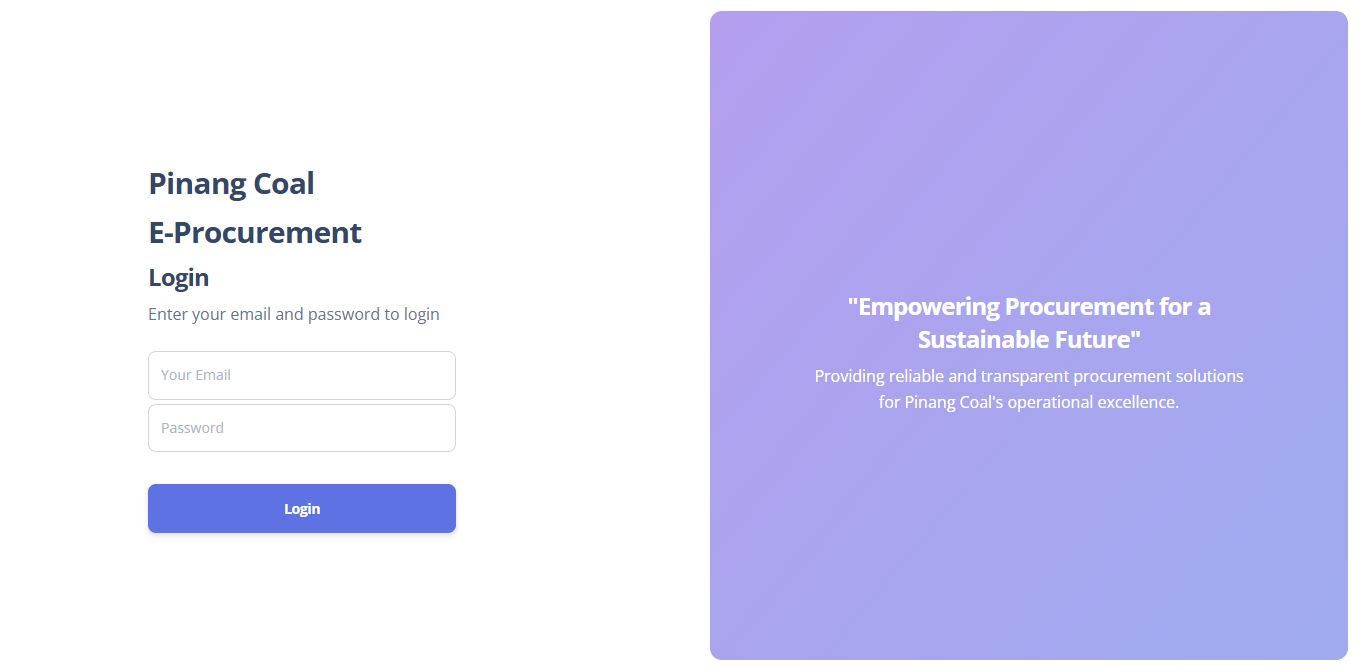 Pinang Coal
E-Procurement
Login
Enter your email and password to login
Your Email
Password
Login
"Empowering Procurement for a
Sustainable Future"
Providing reliable and transparent procurement solutions
for Pinang Coal's operational excellence.